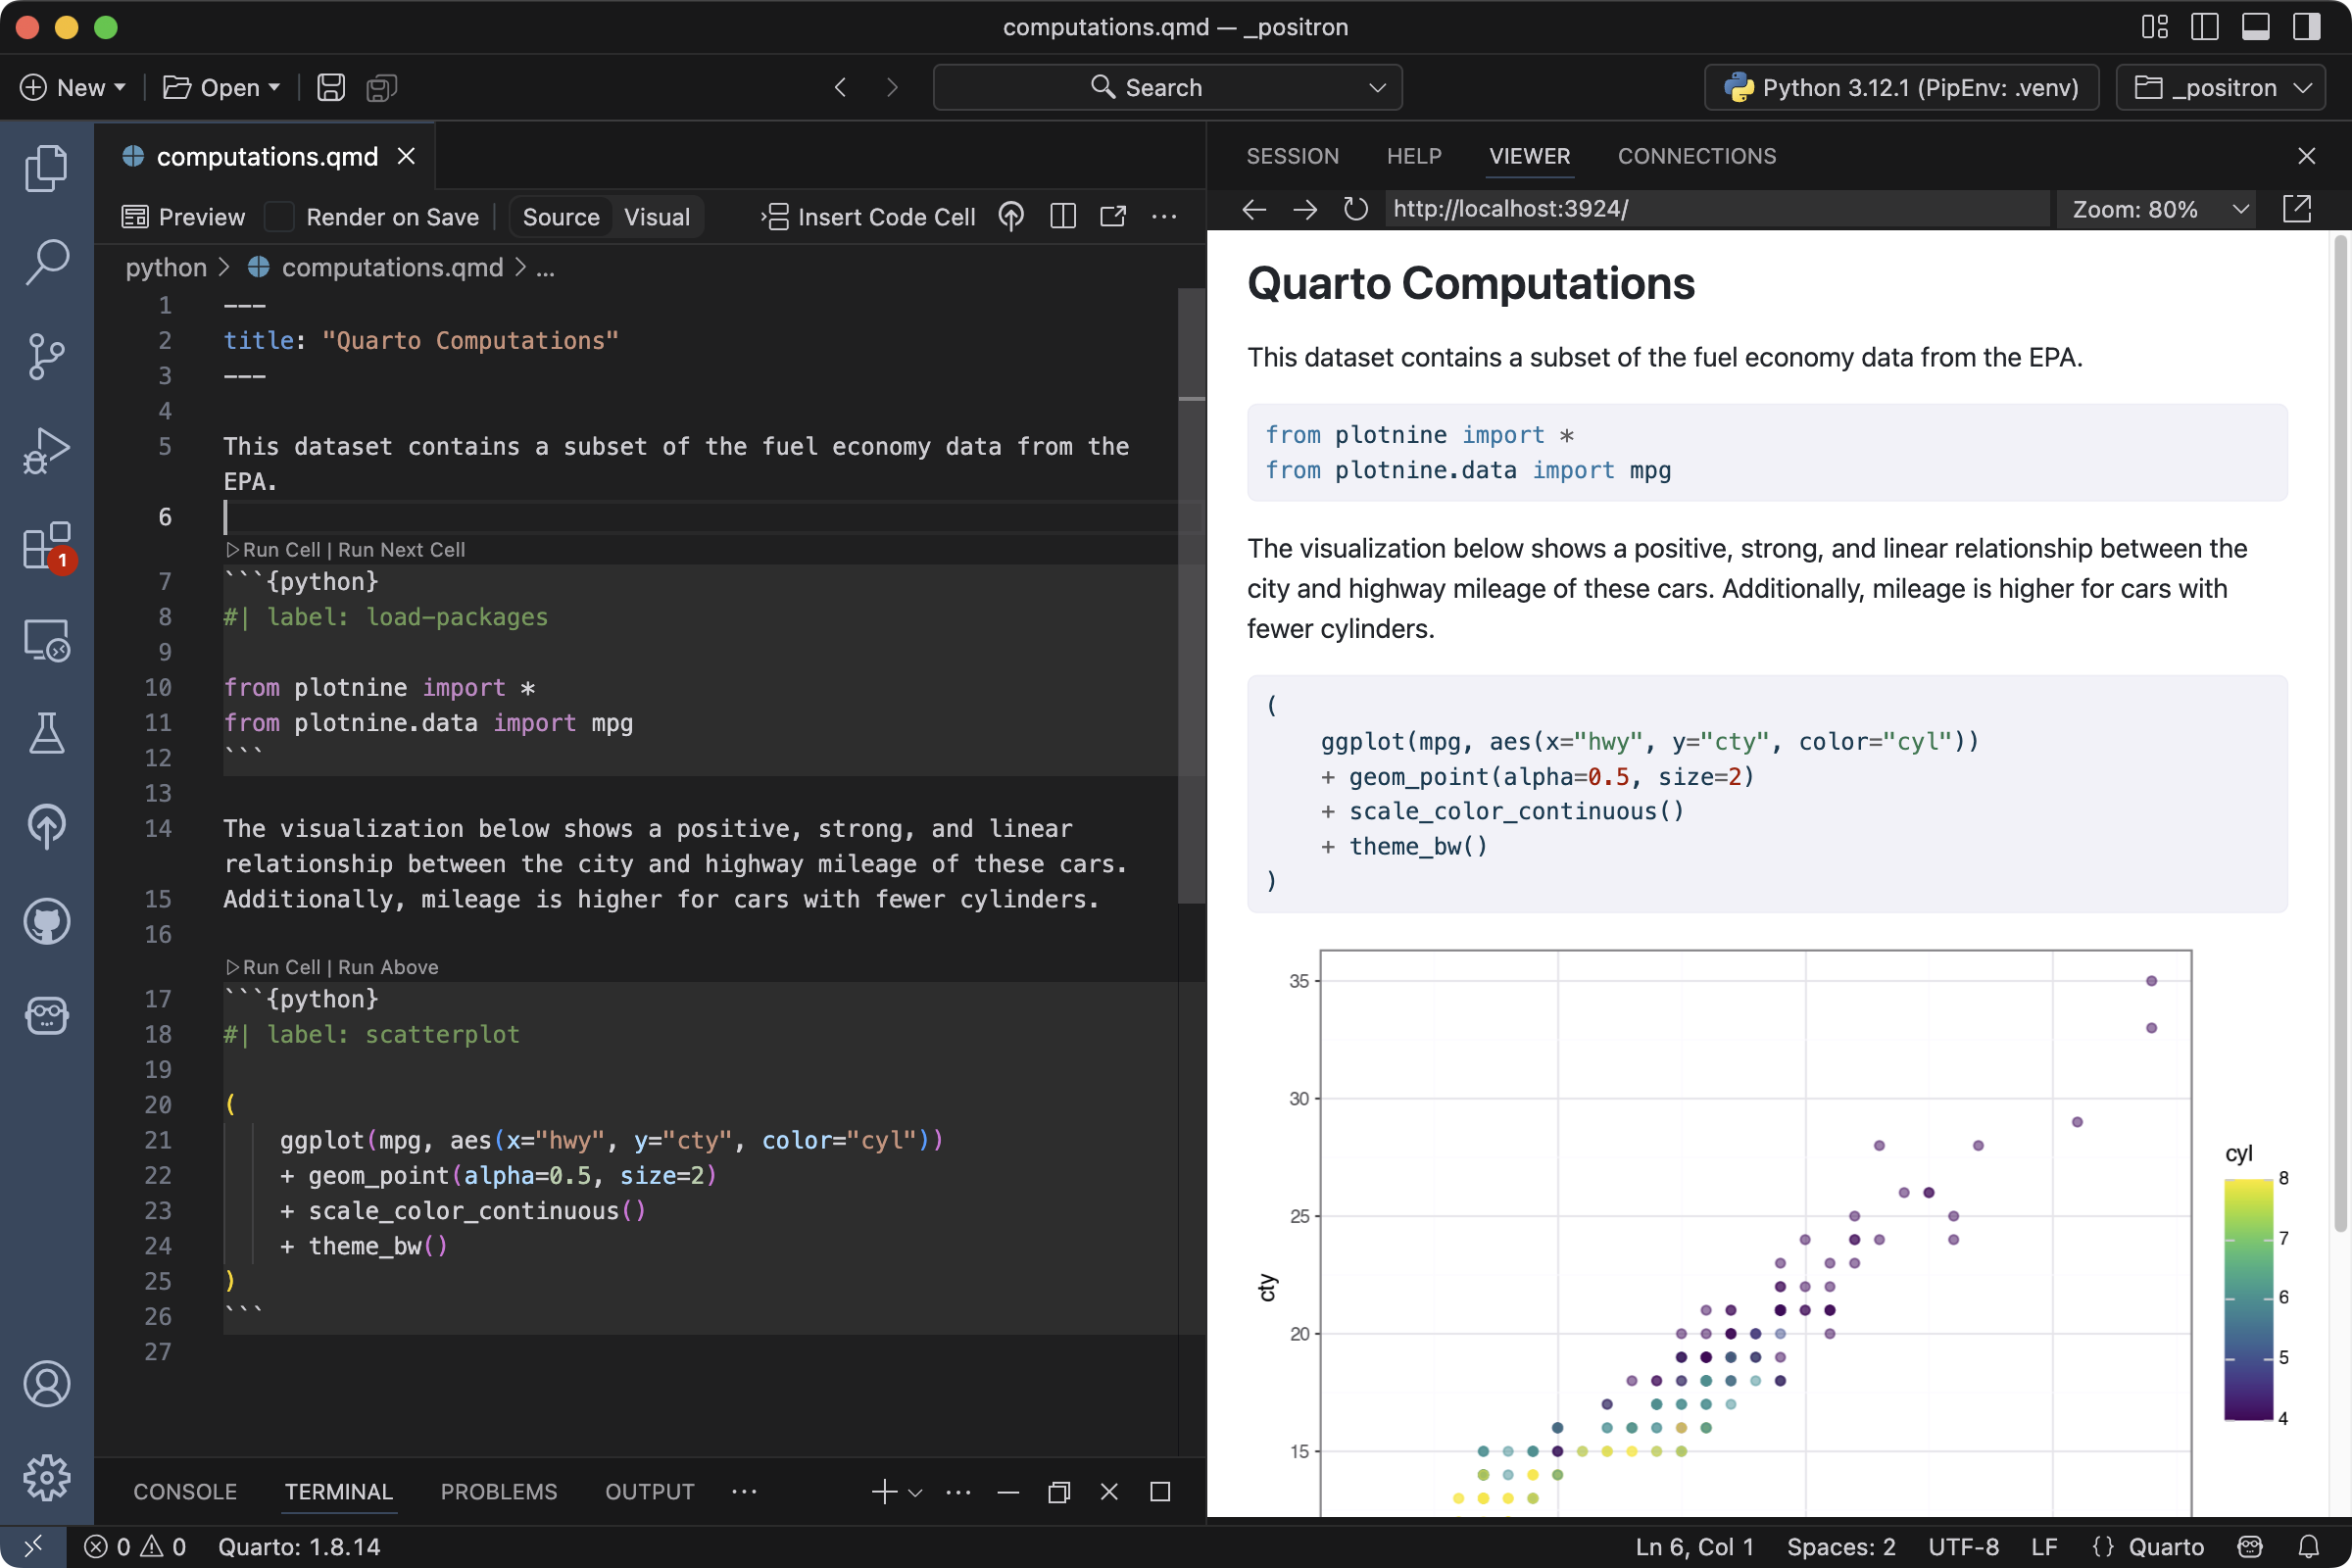 computations.qmd — _positron
New
Open
Search
Python 3.12.1 (PipEnv: .venv)
_positron
computations.qmd
Preview
Render on Save
Source
Visual
Insert Code Cell
python > computations.qmd > ...
1 ---
2 title: "Quarto Computations"
3 ---
4
5 This dataset contains a subset of the fuel economy data from the
EPA.
6
Run Cell | Run Next Cell
7 ```{python}
8 #| label: load-packages
9
10 from plotnine import *
11 from plotnine.data import mpg
12 ```
13
14 The visualization below shows a positive, strong, and linear
relationship between the city and highway mileage of these cars.
15 Additionally, mileage is higher for cars with fewer cylinders.
16
Run Cell | Run Above
17 ```{python}
18 #| label: scatterplot
19
20 (
21     ggplot(mpg, aes(x="hwy", y="cty", color="cyl"))
22     + geom_point(alpha=0.5, size=2)
23     + scale_color_continuous()
24     + theme_bw()
25 )
26 ```
27
1
CONSOLE
TERMINAL
PROBLEMS
OUTPUT
SESSION
HELP
VIEWER
CONNECTIONS
http://localhost:3924/
Zoom: 80%
Quarto Computations
This dataset contains a subset of the fuel economy data from the EPA.
from plotnine import *
from plotnine.data import mpg
The visualization below shows a positive, strong, and linear relationship between the
city and highway mileage of these cars. Additionally, mileage is higher for cars with
fewer cylinders.
(
    ggplot(mpg, aes(x="hwy", y="cty", color="cyl"))
    + geom_point(alpha=0.5, size=2)
    + scale_color_continuous()
    + theme_bw()
)
35
30
25
20
15
cty
cyl
8
7
6
5
4
0 0
Quarto: 1.8.14
Ln 6, Col 1
Spaces: 2
UTF-8
LF
{} Quarto